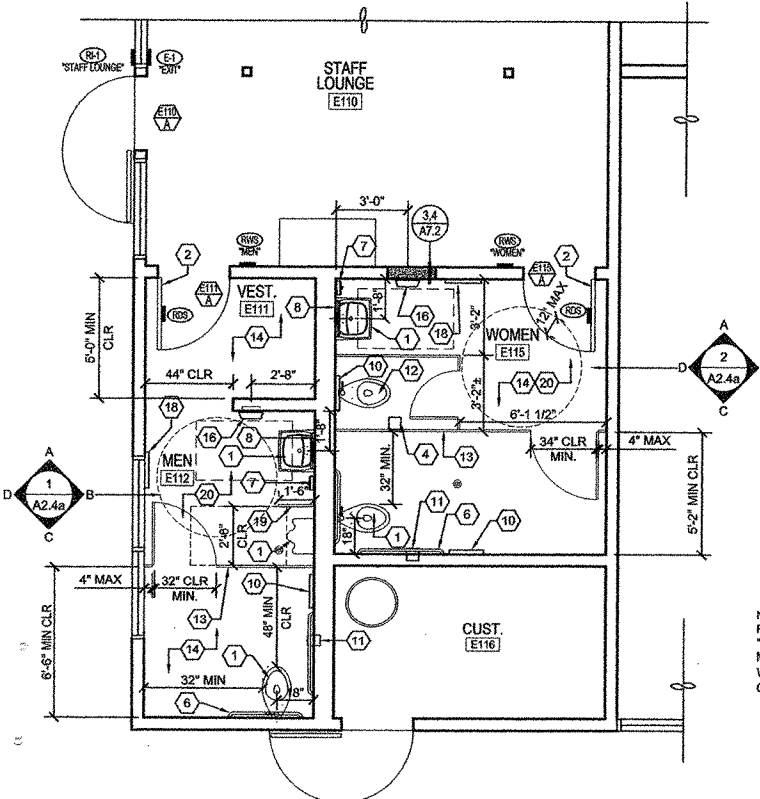 RI-1
"STAFF LOUNGE"
E-1
"EXIT"
STAFF
LOUNGE
E110
E110
A
3'-0"
3,4
A7.2
RWS
"MEN"
RWS
"WOMEN"
2
7
2
E111
A
E115
A
VEST.
E111
RDS
8
1'-8"
16
1
18
3'-2"
12" MAX
RDS
WOMEN
E115
5'-0" MIN
CLR
14
44" CLR
2'-8"
10
12
3'-2"±
14
20
6'-1 1/2"
A
2
D
A2.4a
C
18
16
8
1'-8"
4
13
34" CLR
MIN.
4" MAX
MEN
E112
1
7
1'-6"
32" MIN.
5'-2" MIN CLR
A
1
D
B
A2.4a
C
20
19
2'-6"
CLR
1
18"
1
11
6
10
4" MAX
32" CLR
MIN.
10
13
48" MIN
CLR
11
CUST.
E116
6'-6" MIN CLR
14
1
32" MIN
6